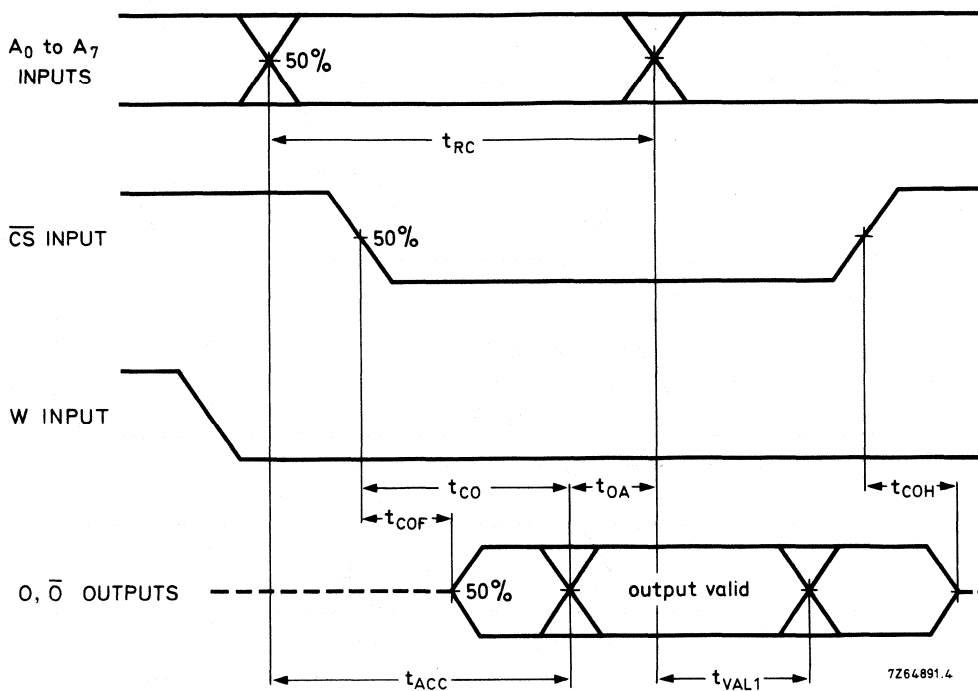 A0 to A7
INPUTS
50%
tRC
C̅S̅ INPUT
50%
W INPUT
tCO
tOA
tCOH
tCOF
O, O̅ OUTPUTS
50%
output valid
tACC
tVAL1
7Z64891.4